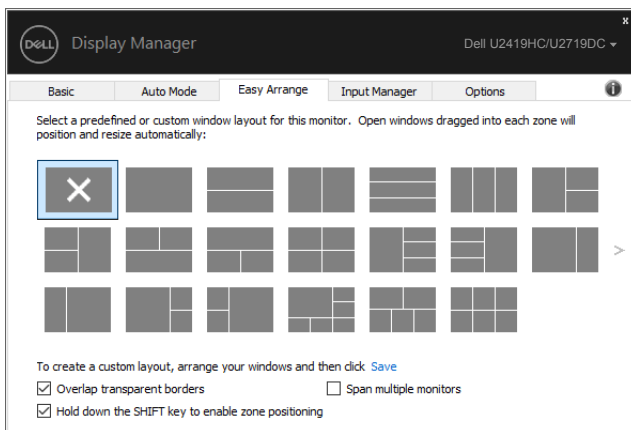 x
DELL Display Manager Dell U2419HC/U2719DC
Basic Auto Mode Easy Arrange Input Manager Options i
Select a predefined or custom window layout for this monitor. Open windows dragged into each zone will
position and resize automatically:
>
To create a custom layout, arrange your windows and then click Save
Overlap transparent borders Span multiple monitors
Hold down the SHIFT key to enable zone positioning